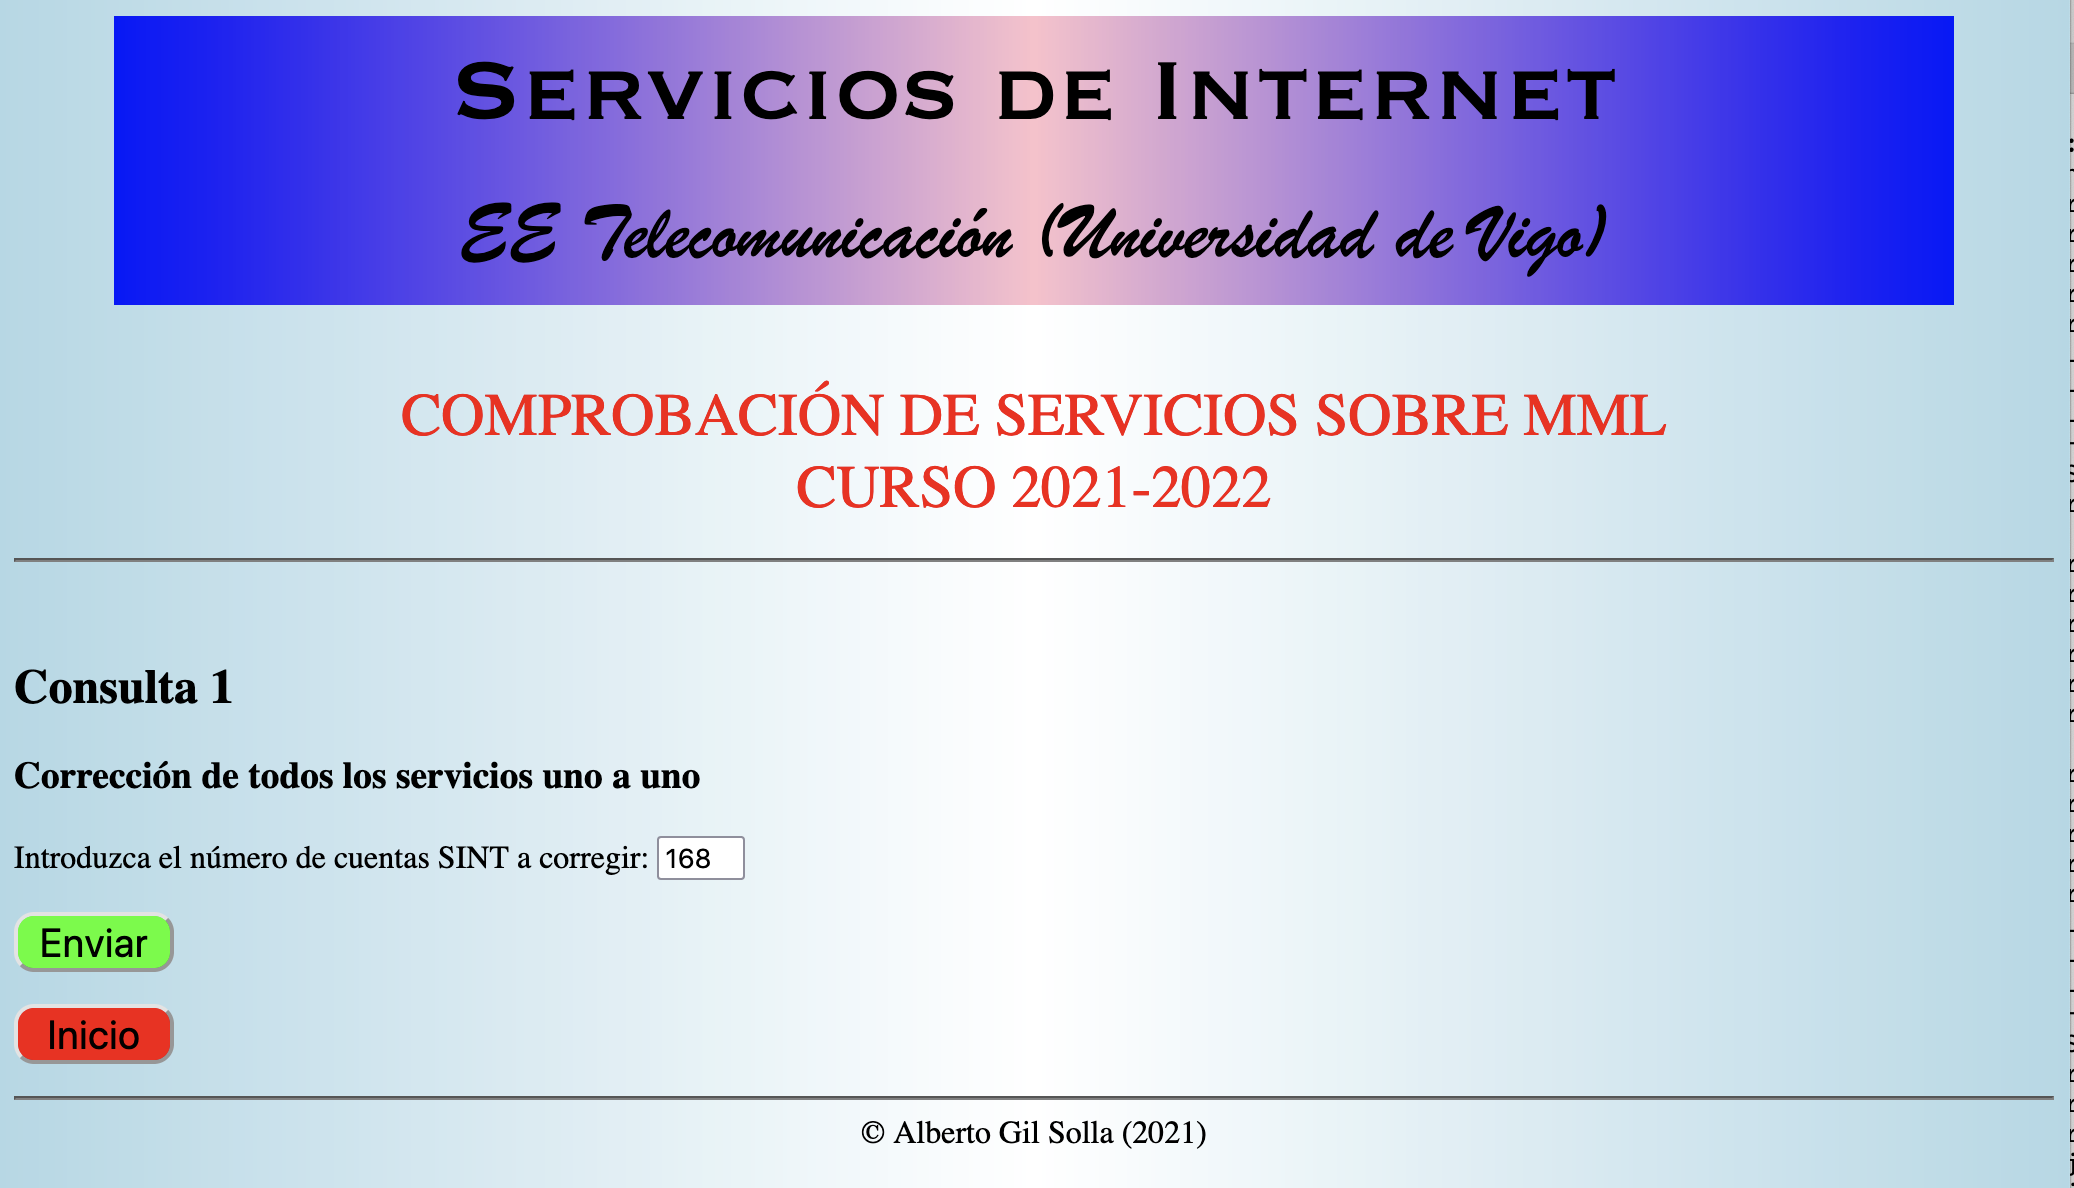 Servicios de Internet
EE Telecomunicación (Universidad de Vigo)
COMPROBACIÓN DE SERVICIOS SOBRE MML
CURSO 2021-2022
Consulta 1
Corrección de todos los servicios uno a uno
Introduzca el número de cuentas SINT a corregir: 168
Enviar
Inicio
© Alberto Gil Solla (2021)